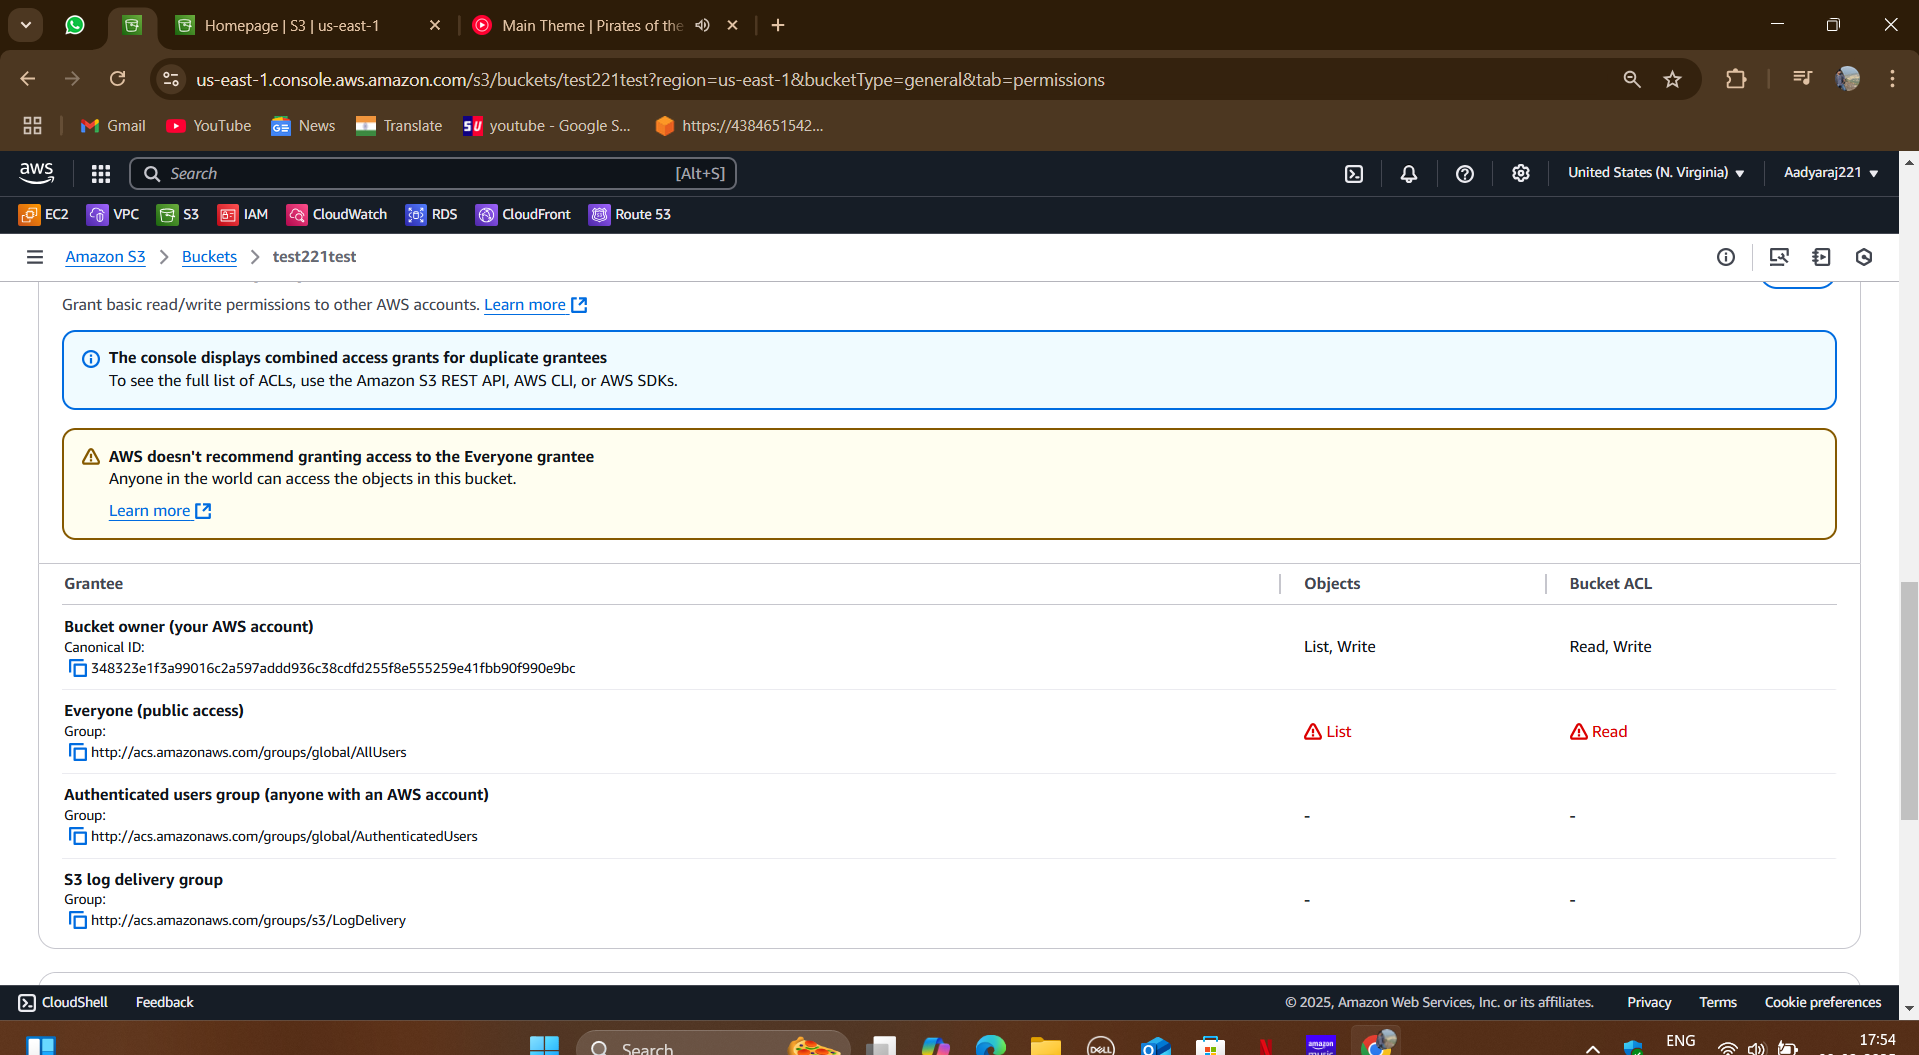 Homepage | S3 | us-east-1
Main Theme | Pirates of the
us-east-1.console.aws.amazon.com/s3/buckets/test221test?region=us-east-1&bucketType=general&tab=permissions
Gmail
YouTube
News
Translate
youtube - Google S...
https://4384651542...
aws
Search
[Alt+S]
United States (N. Virginia)
Aadyaraj221
EC2
VPC
S3
IAM
CloudWatch
RDS
CloudFront
Route 53
Amazon S3
Buckets
test221test
Grant basic read/write permissions to other AWS accounts. Learn more
The console displays combined access grants for duplicate grantees
To see the full list of ACLs, use the Amazon S3 REST API, AWS CLI, or AWS SDKs.
AWS doesn't recommend granting access to the Everyone grantee
Anyone in the world can access the objects in this bucket.
Learn more
Grantee
Objects
Bucket ACL
Bucket owner (your AWS account)
Canonical ID:
348323e1f3a99016c2a597addd936c38cdfd255f8e555259e41fbb90f990e9bc
List, Write
Read, Write
Everyone (public access)
Group:
http://acs.amazonaws.com/groups/global/AllUsers
List
Read
Authenticated users group (anyone with an AWS account)
Group:
http://acs.amazonaws.com/groups/global/AuthenticatedUsers
-
-
S3 log delivery group
Group:
http://acs.amazonaws.com/groups/s3/LogDelivery
-
-
CloudShell
Feedback
© 2025, Amazon Web Services, Inc. or its affiliates.
Privacy
Terms
Cookie preferences
Search
DELL
amazon
music
ENG
17:54